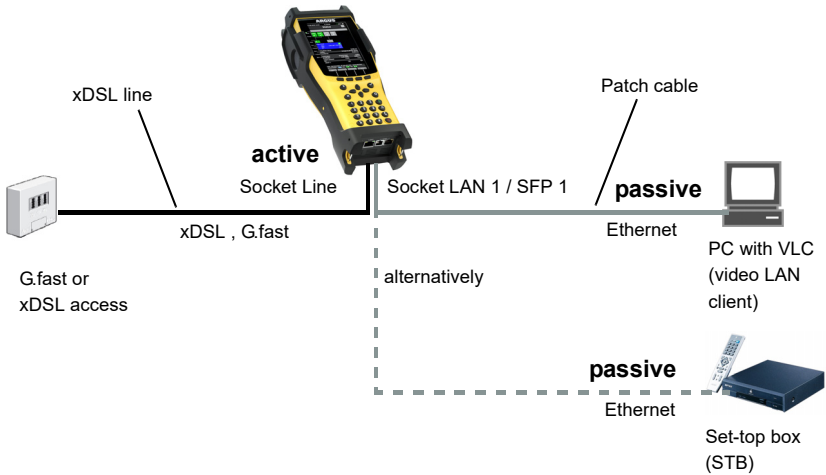 ARGUS
xDSL line
Patch cable
active
Socket Line
Socket LAN 1 / SFP 1
passive
xDSL , G.fast
Ethernet
G.fast or
xDSL access
PC with VLC
(video LAN
client)
alternatively
passive
Ethernet
Set-top box
(STB)